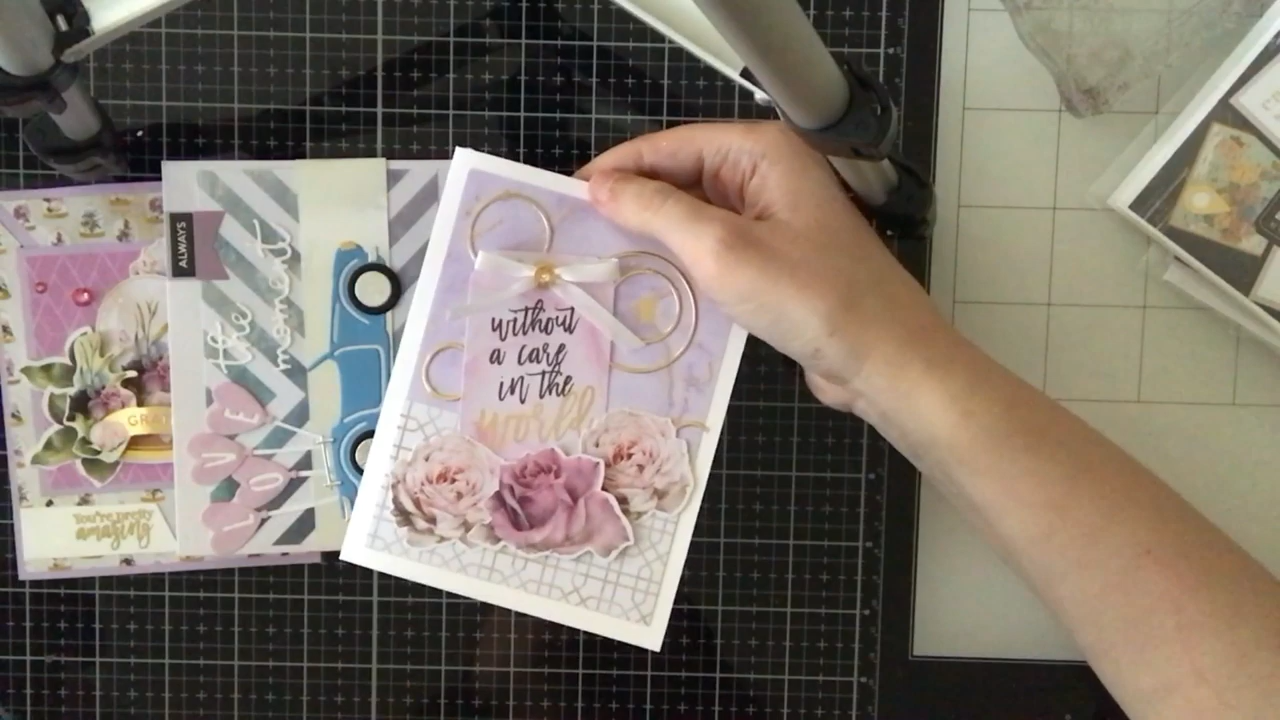 without
a care
in the
world
ALWAYS
the
moment
LOVE
You're pretty
amazing